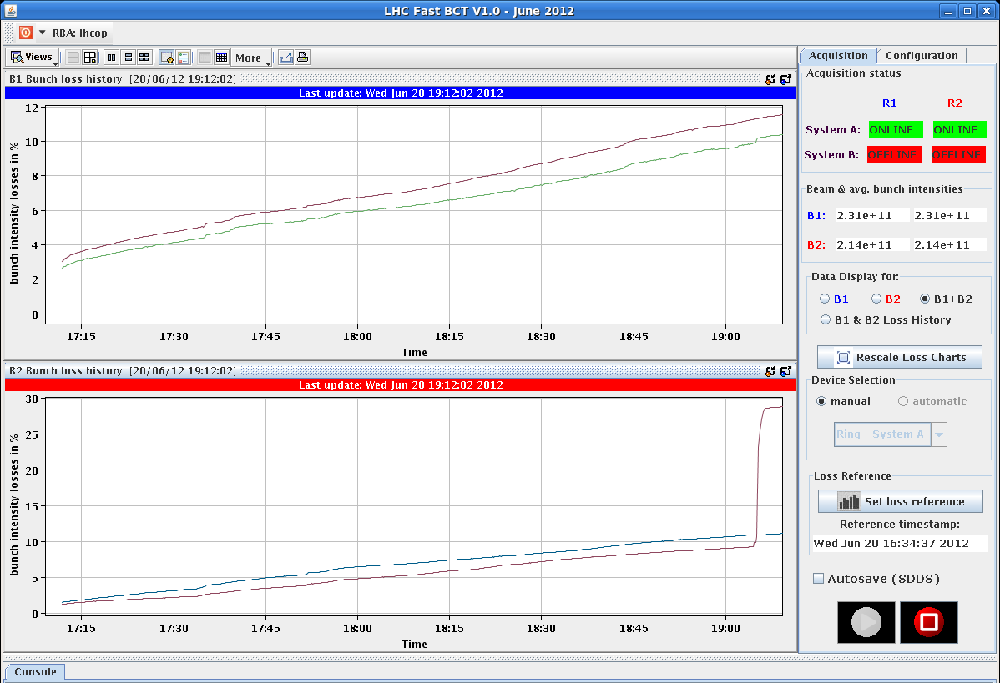 LHC Fast BCT V1.0 - June 2012
RBA: lhcop
Views
More
B1 Bunch loss history [20/06/12 19:12:02]
Last update: Wed Jun 20 19:12:02 2012
bunch intensity losses in %
12
10
8
6
4
2
0
17:15 17:30 17:45 18:00 18:15 18:30 18:45 19:00
Time
B2 Bunch loss history [20/06/12 19:12:02]
Last update: Wed Jun 20 19:12:02 2012
bunch intensity losses in %
30
25
20
15
10
5
0
17:15 17:30 17:45 18:00 18:15 18:30 18:45 19:00
Time
Acquisition Configuration
Acquisition status
R1 R2
System A: ONLINE ONLINE
System B: OFFLINE OFFLINE
Beam & avg. bunch intensities
B1: 2.31e+11 2.31e+11
B2: 2.14e+11 2.14e+11
Data Display for:
B1 B2 B1+B2
B1 & B2 Loss History
Rescale Loss Charts
Device Selection
manual automatic
Ring - System A
Loss Reference
Set loss reference
Reference timestamp:
Wed Jun 20 16:34:37 2012
Autosave (SDDS)
Console